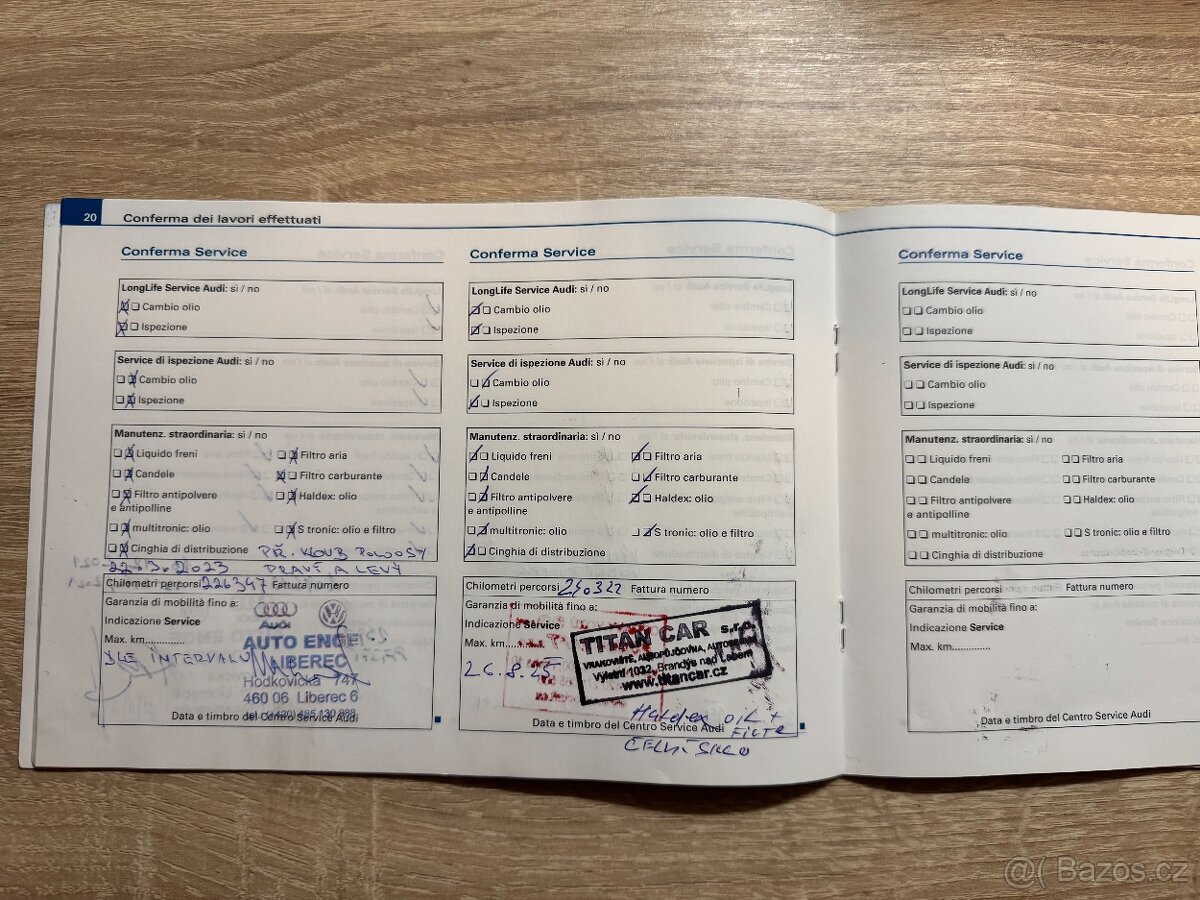 20 Conferma dei lavori effettuati
Conferma Service
LongLife Service Audi: sì / no
Cambio olio
Ispezione
Service di ispezione Audi: sì / no
Cambio olio
Ispezione
Manutenz. straordinaria: sì / no
Liquido freni Filtro aria
Candele Filtro carburante
Filtro antipolvere Haldex: olio
e antipolline
multitronic: olio S tronic: olio e filtro
Cinghia di distribuzione PŘ. KLOUB POLOOSY
22.3.2023 PRAVÝ A LEVÝ
Chilometri percorsi 226347 Fattura numero
Garanzia di mobilità fino a:
Indicazione Service
Max. km.............
DLE INTERVALU
Audi
AUTO ENGE
LIBEREC
Hodkovická 747
460 06 Liberec 6
Data e timbro del Centro Service Audi
Conferma Service
LongLife Service Audi: sì / no
Cambio olio
Ispezione
Service di ispezione Audi: sì / no
Cambio olio
Ispezione
Manutenz. straordinaria: sì / no
Liquido freni Filtro aria
Candele Filtro carburante
Filtro antipolvere Haldex: olio
e antipolline
multitronic: olio S tronic: olio e filtro
Cinghia di distribuzione
Chilometri percorsi Fattura numero
Garanzia di mobilità fino a:
Indicazione Service
Max. km
26.8.25
TITAN CAR s.r.o.
VRAKOVIŠTĚ, AUTOPŮJČOVNA, AUTOSERVIS
Výletní 1032, Brandýs nad Labem
www.titancar.cz
Data e timbro del Centro Service Audi
Haldex OIL +
FILTR
ČELNÍ SKLO
Conferma Service
LongLife Service Audi: sì / no
Cambio olio
Ispezione
Service di ispezione Audi: sì / no
Cambio olio
Ispezione
Manutenz. straordinaria: sì / no
Liquido freni Filtro aria
Candele Filtro carburante
Filtro antipolvere Haldex: olio
e antipolline
multitronic: olio S tronic: olio e filtro
Cinghia di distribuzione
Chilometri percorsi Fattura numero
Garanzia di mobilità fino a:
Indicazione Service
Max. km.............
Data e timbro del Centro Service Audi
Bazos.cz